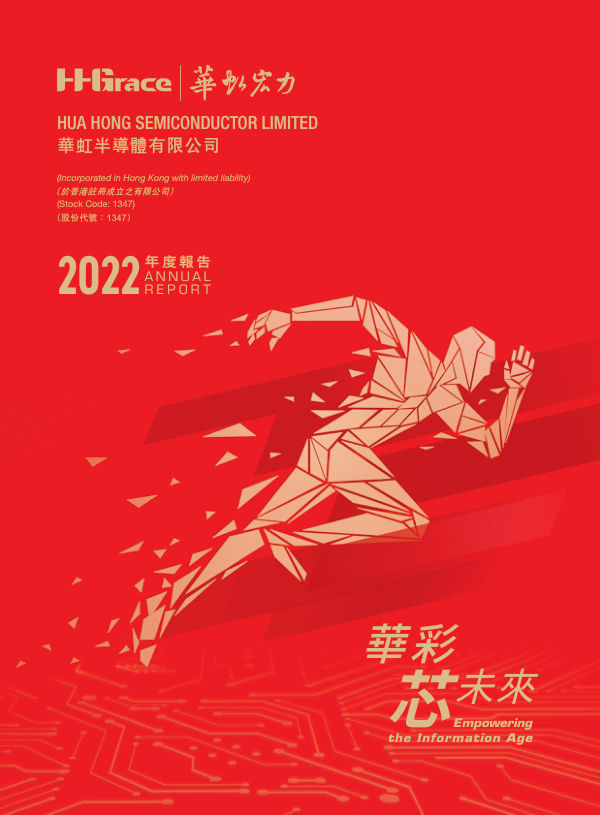 HHGrace 華虹宏力
HUA HONG SEMICONDUCTOR LIMITED
華虹半導體有限公司
(Incorporated in Hong Kong with limited liability)
（於香港註冊成立之有限公司）
(Stock Code: 1347)
（股份代號：1347）
2022 年度報告
ANNUAL
REPORT
華彩
芯未來
Empowering
the Information Age